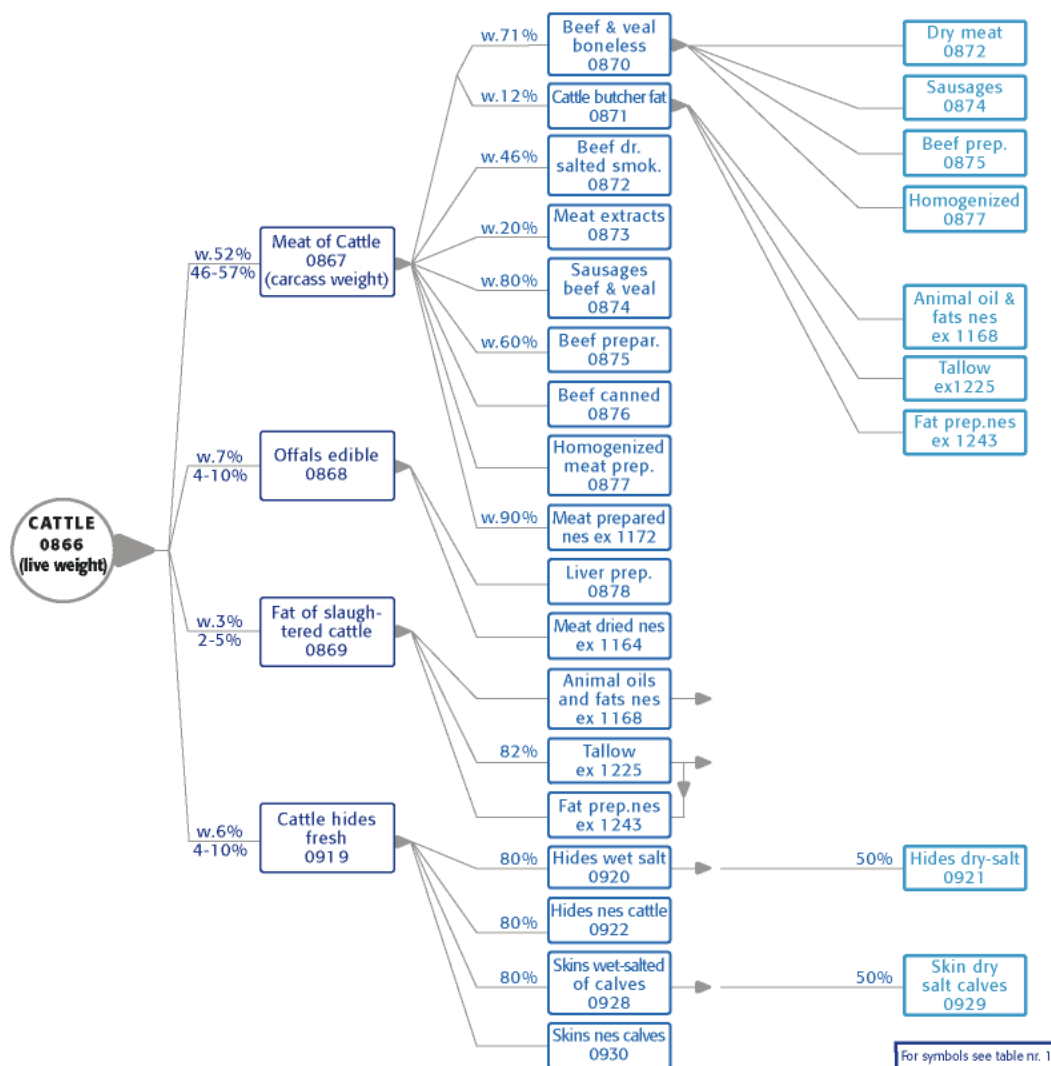 CATTLE
0866
(live weight)
w.52%
46-57%
Meat of Cattle
0867
(carcass weight)
w.7%
4-10%
Offals edible
0868
w.3%
2-5%
Fat of slaugh-
tered cattle
0869
w.6%
4-10%
Cattle hides
fresh
0919
w.71%
Beef & veal
boneless
0870
w.12%
Cattle butcher fat
0871
w.46%
Beef dr.
salted smok.
0872
w.20%
Meat extracts
0873
w.80%
Sausages
beef & veal
0874
w.60%
Beef prepar.
0875
Beef canned
0876
Homogenized
meat prep.
0877
w.90%
Meat prepared
nes ex 1172
Liver prep.
0878
Meat dried nes
ex 1164
Animal oils
and fats nes
ex 1168
82%
Tallow
ex 1225
Fat prep.nes
ex 1243
80%
Hides wet salt
0920
80%
Hides nes cattle
0922
80%
Skins wet-salted
of calves
0928
Skins nes calves
0930
Dry meat
0872
Sausages
0874
Beef prep.
0875
Homogenized
0877
Animal oil &
fats nes
ex 1168
Tallow
ex1225
Fat prep.nes
ex 1243
50%
Hides dry-salt
0921
50%
Skin dry
salt calves
0929
For symbols see table nr. 1